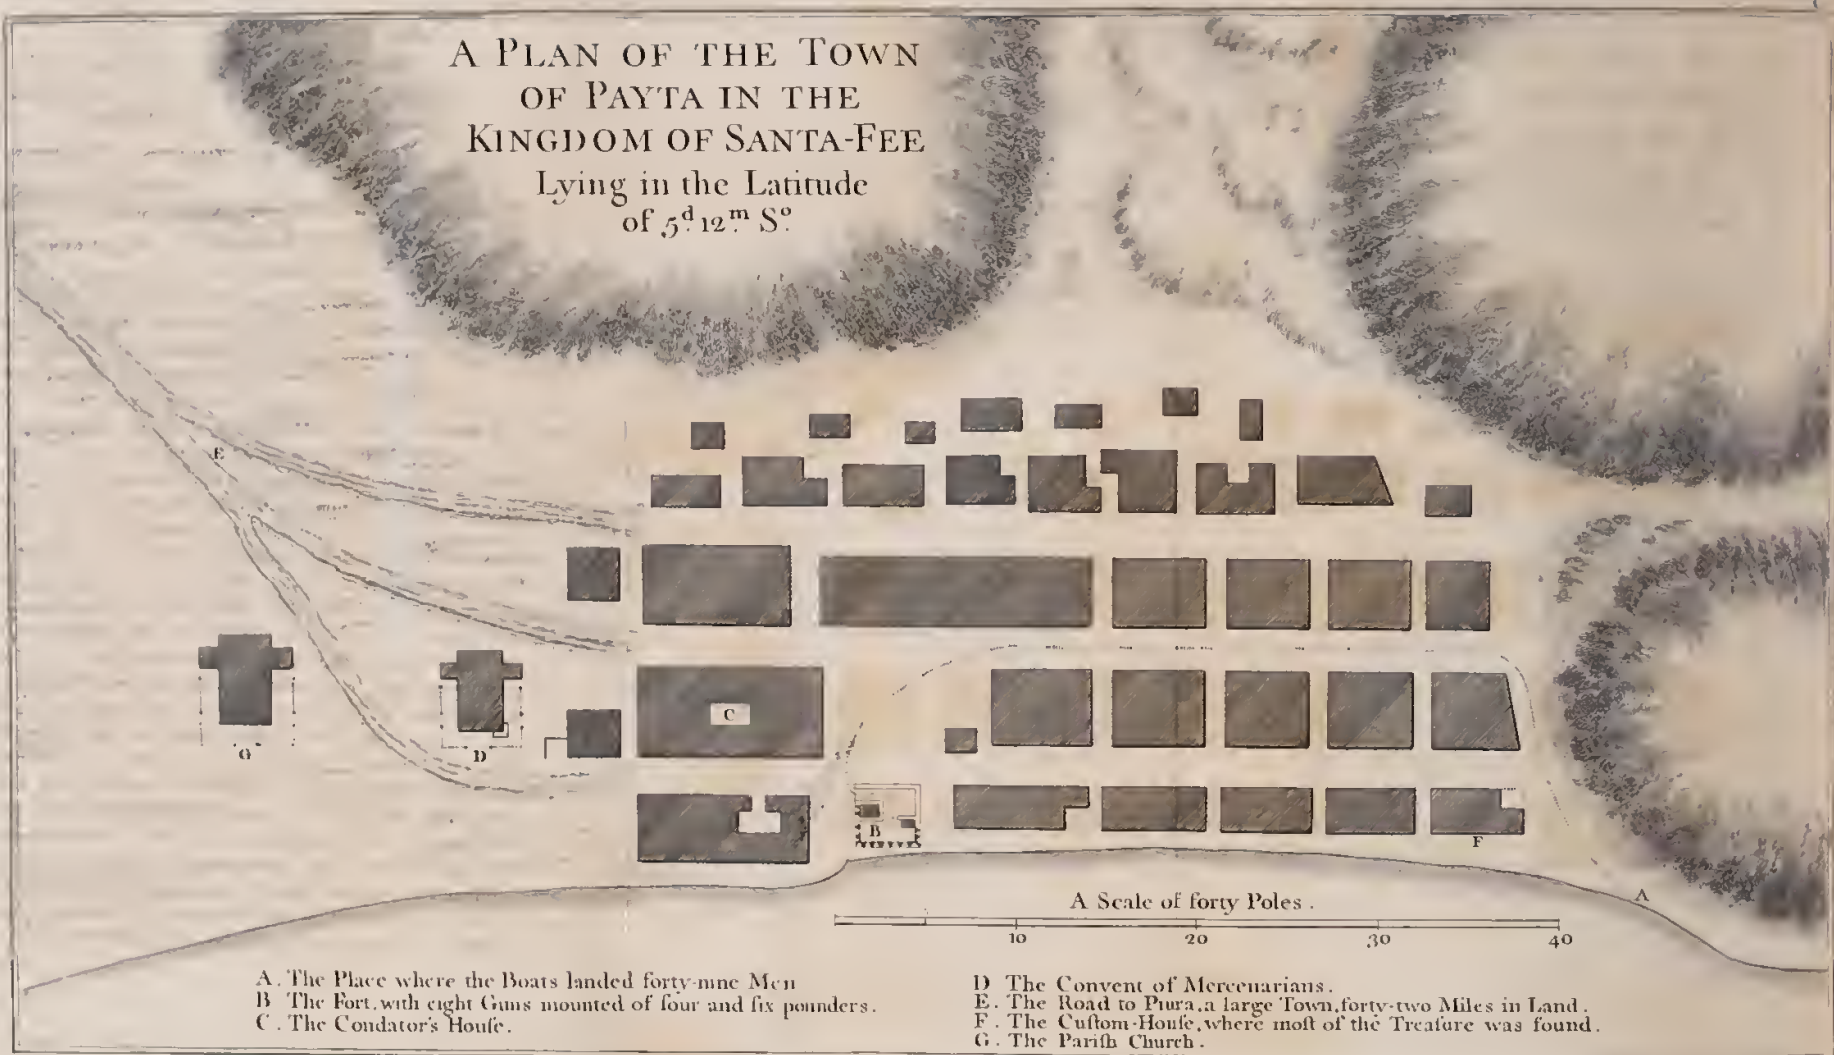 A PLAN OF THE TOWN
OF PAYTA IN THE
KINGDOM OF SANTA-FEE
Lying in the Latitude
of 5.d 12.m S.o
E
C
G
D
B
F
A
A Scale of forty Poles.
10 20 30 40
A. The Place where the Boats landed forty-nine Men
B The Fort, with eight Guns mounted of four and ſix pounders.
C. The Condator's Houſe.
D The Convent of Mercenarians.
E. The Road to Piura, a large Town, forty-two Miles in Land.
F. The Cuſtom-Houſe, where moſt of the Treaſure was found.
G. The Pariſh Church.